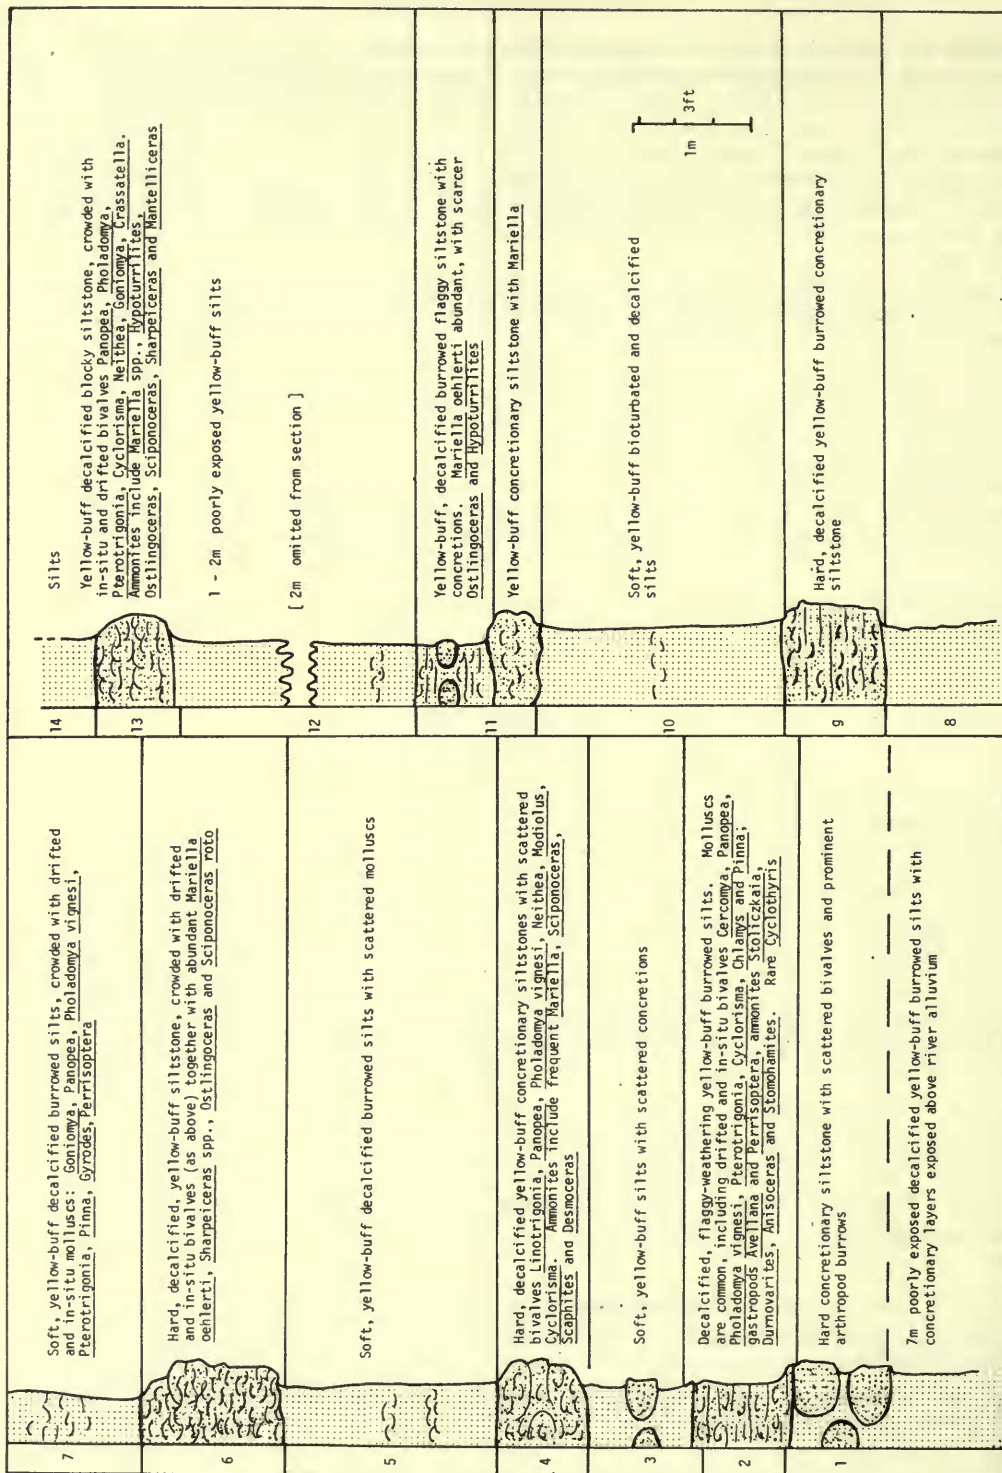 7
Soft, yellow-buff decalcified burrowed silts, crowded with drifted
and in-situ molluscs: Goniomya, Panopea, Pholadomya vignesi,
Pterotrigonia, Pinna, Gyrodes, Perrisoptera
6
Hard, decalcified, yellow-buff siltstone, crowded with drifted
and in-situ bivalves (as above) together with abundant Mariella
oehlerti, Sharpeiceras spp., Ostlingoceras and Sciponoceras roto
5
Soft, yellow-buff decalcified burrowed silts with scattered molluscs
4
Hard, decalcified yellow-buff concretionary siltstones with scattered
bivalves Linotrigonia, Panopea, Pholadomya vignesi, Neithea, Modiolus,
Cyclorisma. Ammonites include frequent Mariella, Sciponoceras,
Scaphites and Desmoceras
3
Soft, yellow-buff silts with scattered concretions
2
Decalcified, flaggy-weathering yellow-buff burrowed silts. Molluscs
are common, including drifted and in-situ bivalves Cercomya, Panopea,
Pholadomya vignesi, Pterotrigonia, Cyclorisma, Chlamys and Pinna;
gastropods Avellana and Perrisoptera, ammonites Stoliczkaia,
Durnovarites, Anisoceras and Stomohamites. Rare Cyclothyris
1
Hard concretionary siltstone with scattered bivalves and prominent
arthropod burrows
7m poorly exposed decalcified yellow-buff burrowed silts with
concretionary layers exposed above river alluvium
14
Silts
13
Yellow-buff decalcified blocky siltstone, crowded with
in-situ and drifted bivalves Panopea, Pholadomya,
Pterotrigonia, Cyclorisma, Neithea, Goniomya, Crassatella.
Ammonites include Mariella spp., Hypoturrilites,
Ostlingoceras, Sciponoceras, Sharpeiceras and Mantelliceras
12
1 - 2m poorly exposed yellow-buff silts
[ 2m omitted from section ]
11
Yellow-buff, decalcified burrowed flaggy siltstone with
concretions. Mariella oehlerti abundant, with scarcer
Ostlingoceras and Hypoturrilites
Yellow-buff concretionary siltstone with Mariella
10
Soft, yellow-buff bioturbated and decalcified
silts
1m 3ft
9
Hard, decalcified yellow-buff burrowed concretionary
siltstone
8